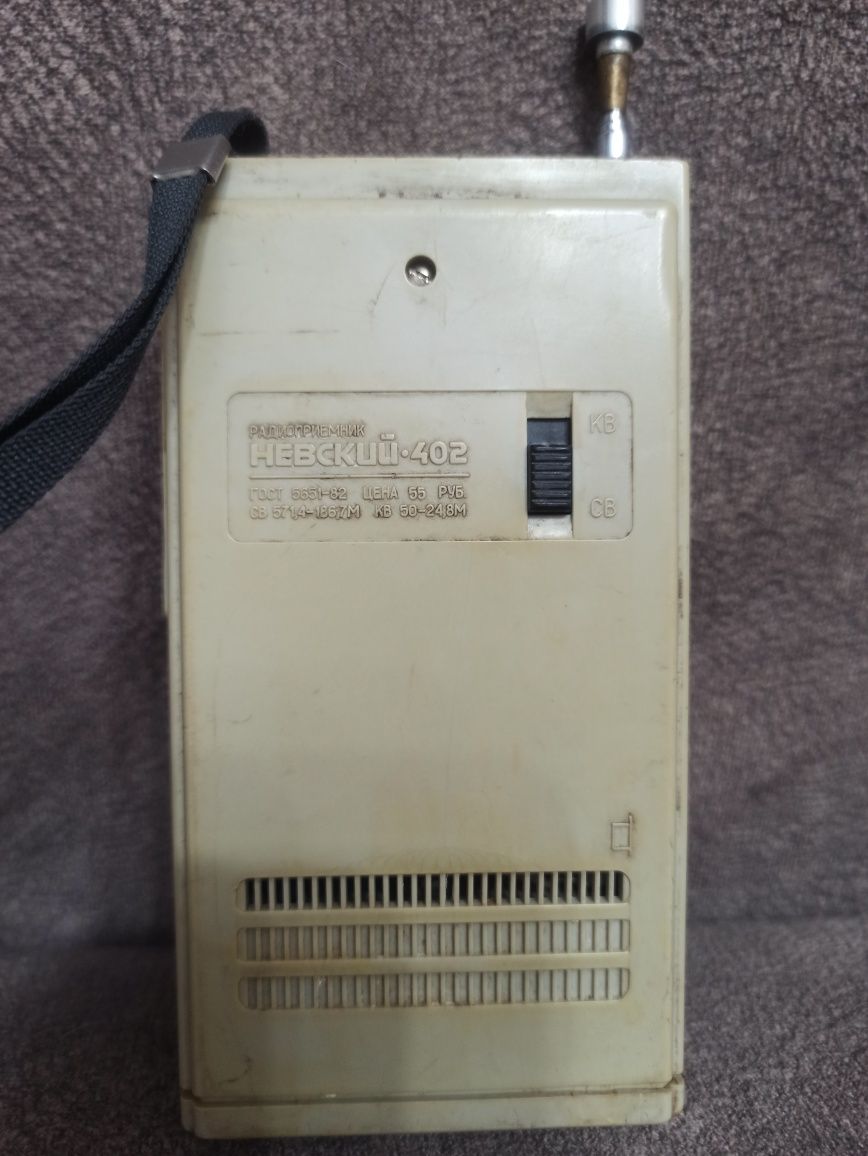 РАДИОПРИЕМНИК
НЕВСКИЙ·402
ГОСТ 5651-82 ЦЕНА 55 РУБ.
СВ 571,4-186,7М КВ 50-24,8М
КВ
СВ